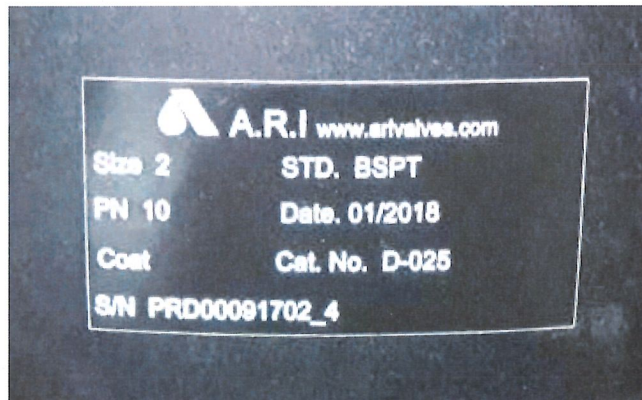 A.R.I www.arivalves.com
Size 2 STD. BSPT
PN 10 Date. 01/2018
Coat Cat. No. D-025
S/N PRD00091702_4